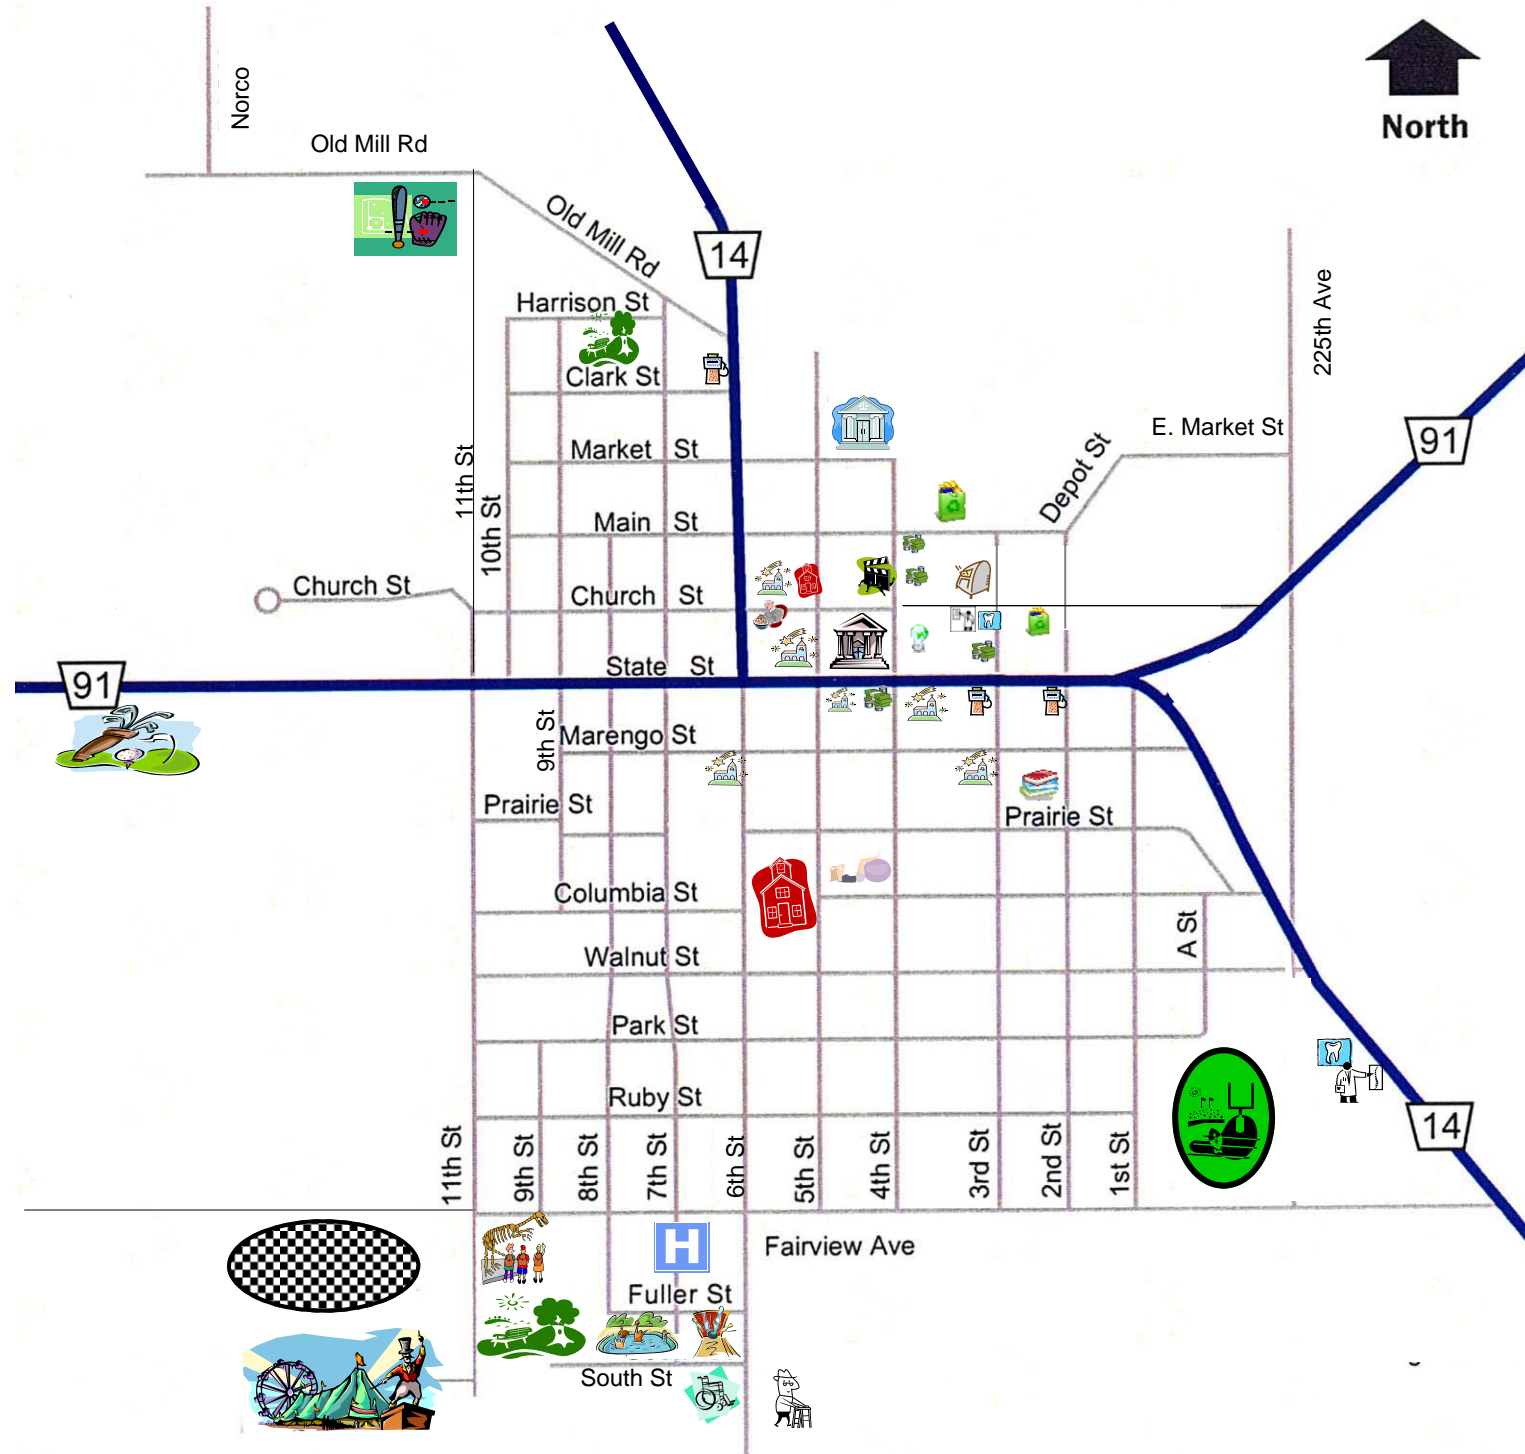 North
Norco
Old Mill Rd
Old Mill Rd
14
Harrison St
225th Ave
Clark St
E. Market St
91
Market St
Depot St
11th St
10th St
Main St
Church St
Church St
State St
91
9th St
Marengo St
Prairie St
Prairie St
Columbia St
A St
Walnut St
Park St
Ruby St
14
11th St
9th St
8th St
7th St
6th St
5th St
4th St
3rd St
2nd St
1st St
H
Fairview Ave
Fuller St
South St